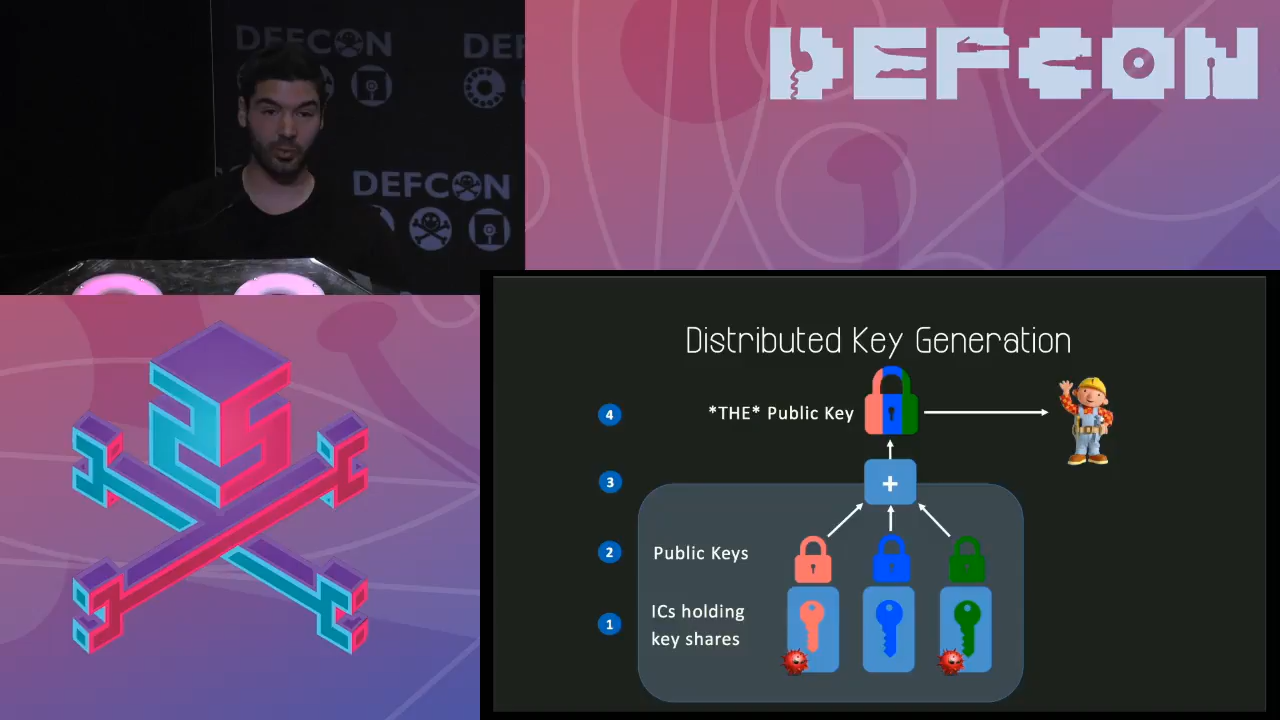 DEFCON
DEF
DEFCON
DEFCON
Distributed Key Generation
4
*THE* Public Key
3
+
2
Public Keys
1
ICs holding
key shares